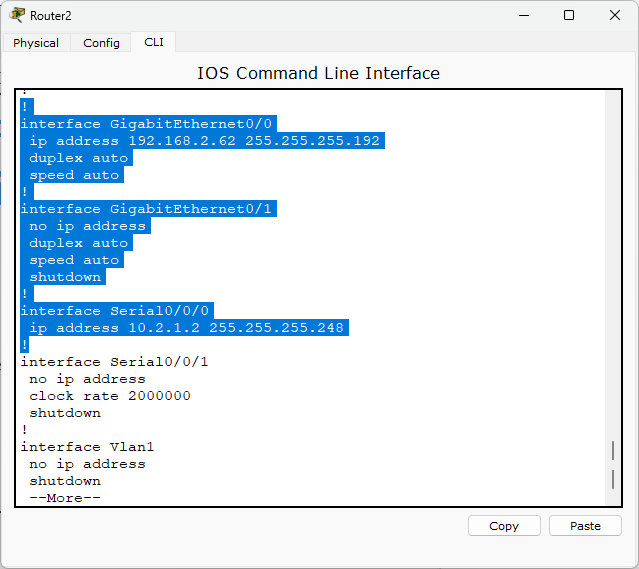 Router2
Physical Config CLI
IOS Command Line Interface
!
!
interface GigabitEthernet0/0
ip address 192.168.2.62 255.255.255.192
duplex auto
speed auto
!
interface GigabitEthernet0/1
no ip address
duplex auto
speed auto
shutdown
!
interface Serial0/0/0
ip address 10.2.1.2 255.255.255.248
!
interface Serial0/0/1
no ip address
clock rate 2000000
shutdown
!
interface Vlan1
no ip address
shutdown
--More--
Copy Paste